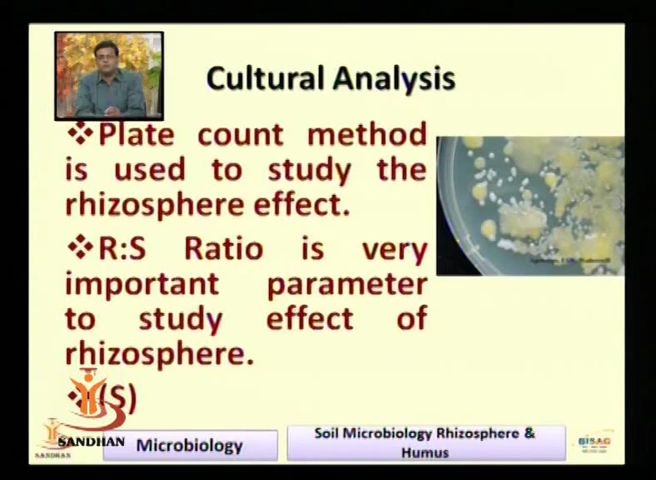 Cultural Analysis
❖Plate count method
is used to study the
rhizosphere effect.
❖R:S Ratio is very
important parameter
to study effect of
rhizosphere.
❖(S)
SANDHAN
SANDHAN
Microbiology
Soil Microbiology Rhizosphere &
Humus
BISAG